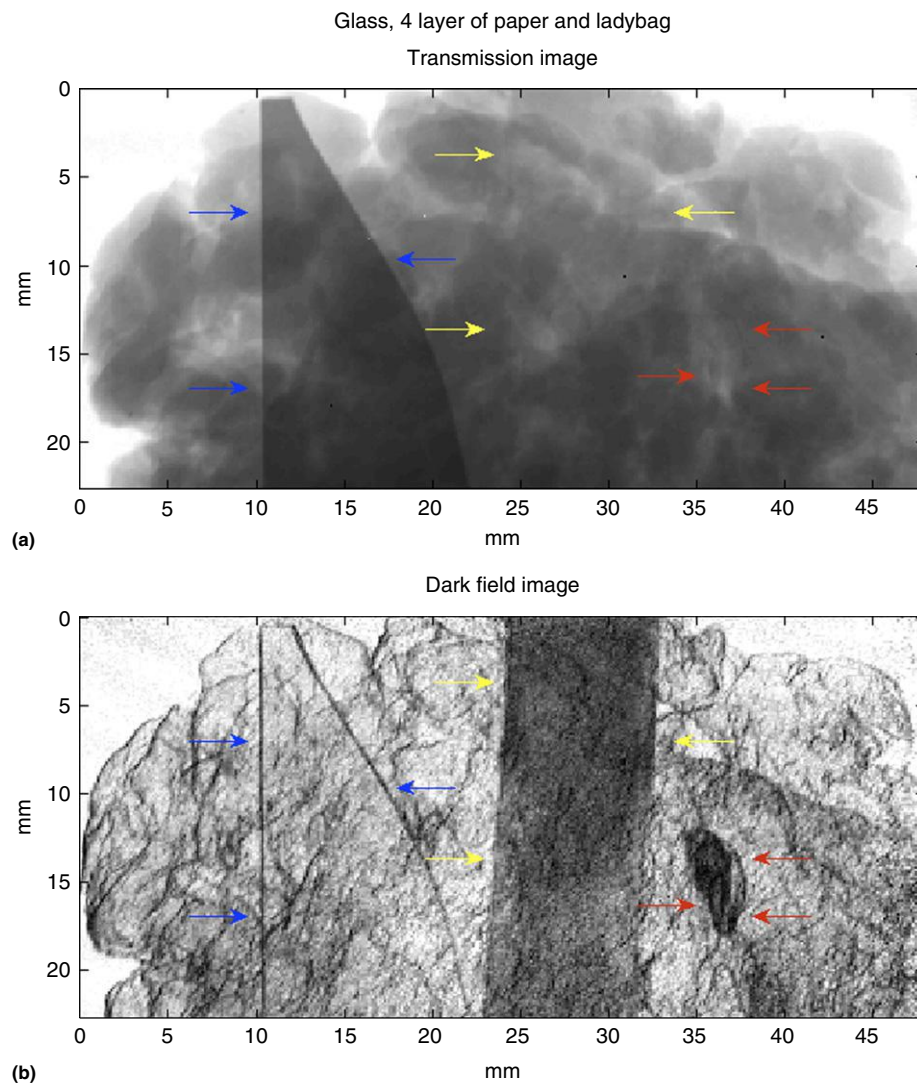 Glass, 4 layer of paper and ladybag
Transmission image
0
5
10
15
20
mm
0 5 10 15 20 25 30 35 40 45
mm
(a)
Dark field image
0
5
10
15
20
mm
0 5 10 15 20 25 30 35 40 45
mm
(b)